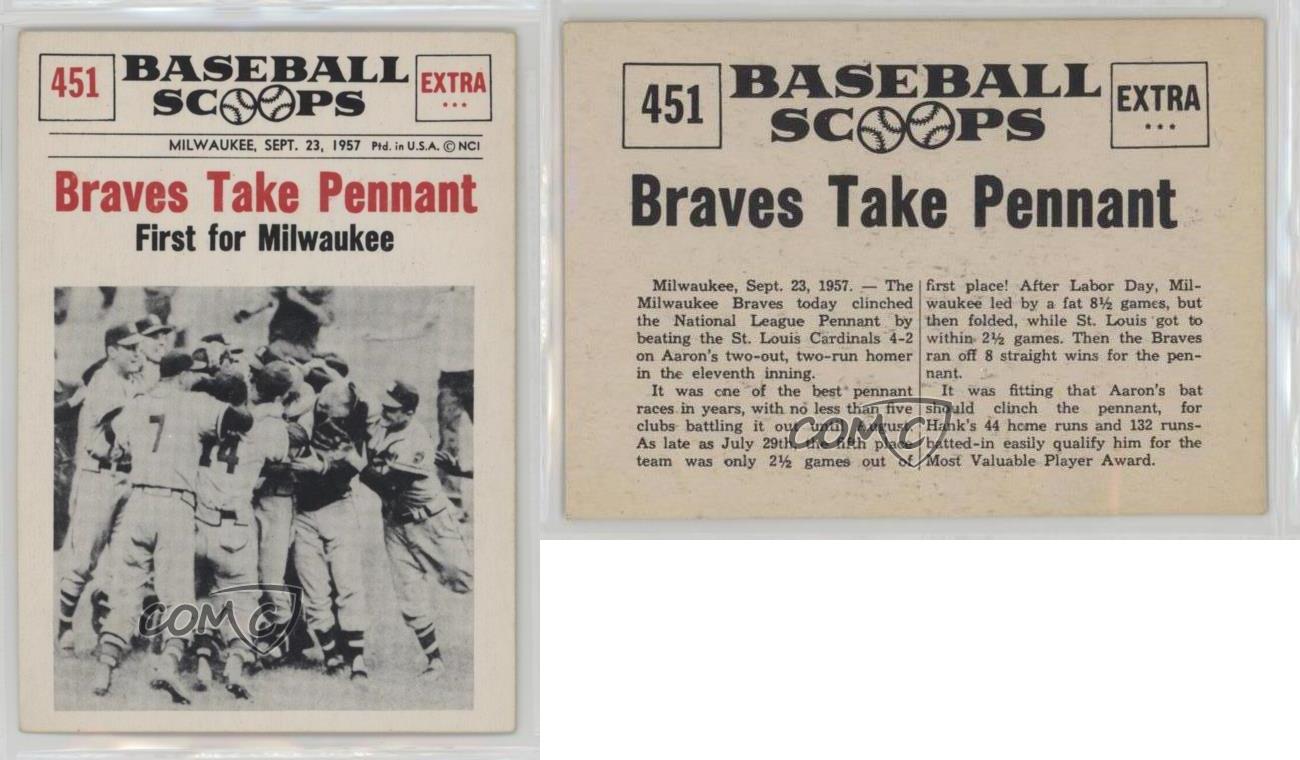 451
BASEBALL
SCOOPS
EXTRA
MILWAUKEE, SEPT. 23, 1957 Ptd. in U.S.A. © NCI
Braves Take Pennant
First for Milwaukee
7
COMC
451
BASEBALL
SCOOPS
EXTRA
Braves Take Pennant
Milwaukee, Sept. 23, 1957. — The
Milwaukee Braves today clinched
the National League Pennant by
beating the St. Louis Cardinals 4-2
on Aaron's two-out, two-run homer
in the eleventh inning.
It was one of the best pennant
races in years, with no less than five
clubs battling it out until August.
As late as July 29th, the fifth place
team was only 2½ games out of
first place! After Labor Day, Mil-
waukee led by a fat 8½ games, but
then folded, while St. Louis got to
within 2½ games. Then the Braves
ran off 8 straight wins for the pen-
nant.
It was fitting that Aaron's bat
should clinch the pennant, for
Hank's 44 home runs and 132 runs-
batted-in easily qualify him for the
Most Valuable Player Award.
COMC